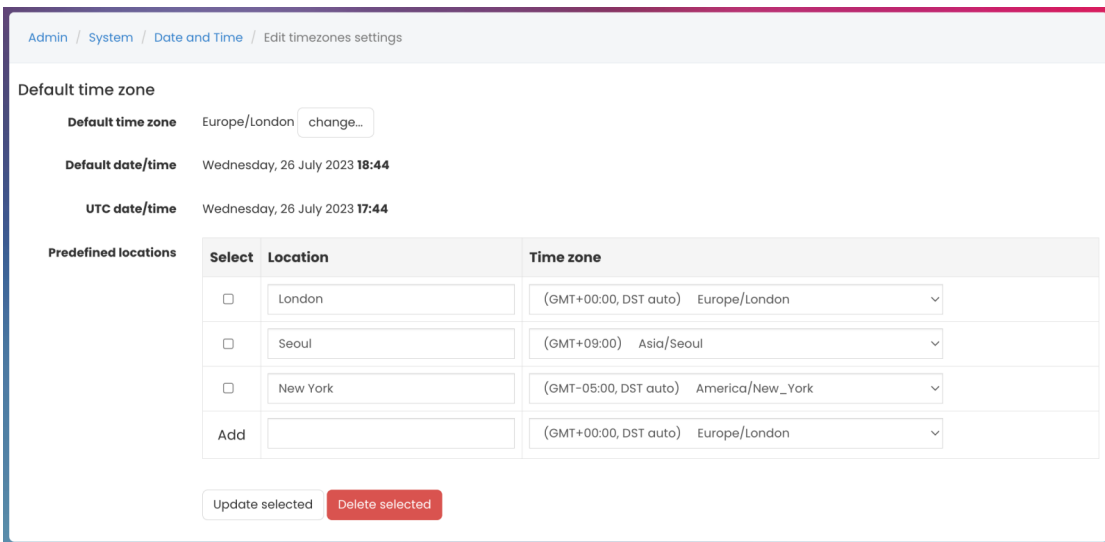 Admin / System / Date and Time / Edit timezones settings
Default time zone
Default time zone Europe/London change...
Default date/time Wednesday, 26 July 2023 18:44
UTC date/time Wednesday, 26 July 2023 17:44
Predefined locations Select Location Time zone
London (GMT+00:00, DST auto) Europe/London
Seoul (GMT+09:00) Asia/Seoul
New York (GMT-05:00, DST auto) America/New_York
Add (GMT+00:00, DST auto) Europe/London
Update selected Delete selected